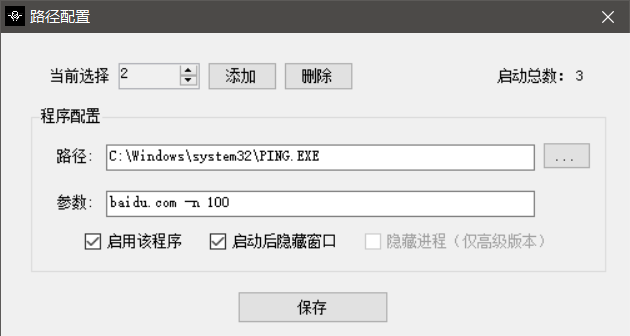 路径配置
当前选择 2 添加 删除 启动总数: 3
程序配置
路径: C:\Windows\system32\PING.EXE ...
参数: baidu.com -n 100
启用该程序 启动后隐藏窗口 隐藏进程（仅高级版本）
保存